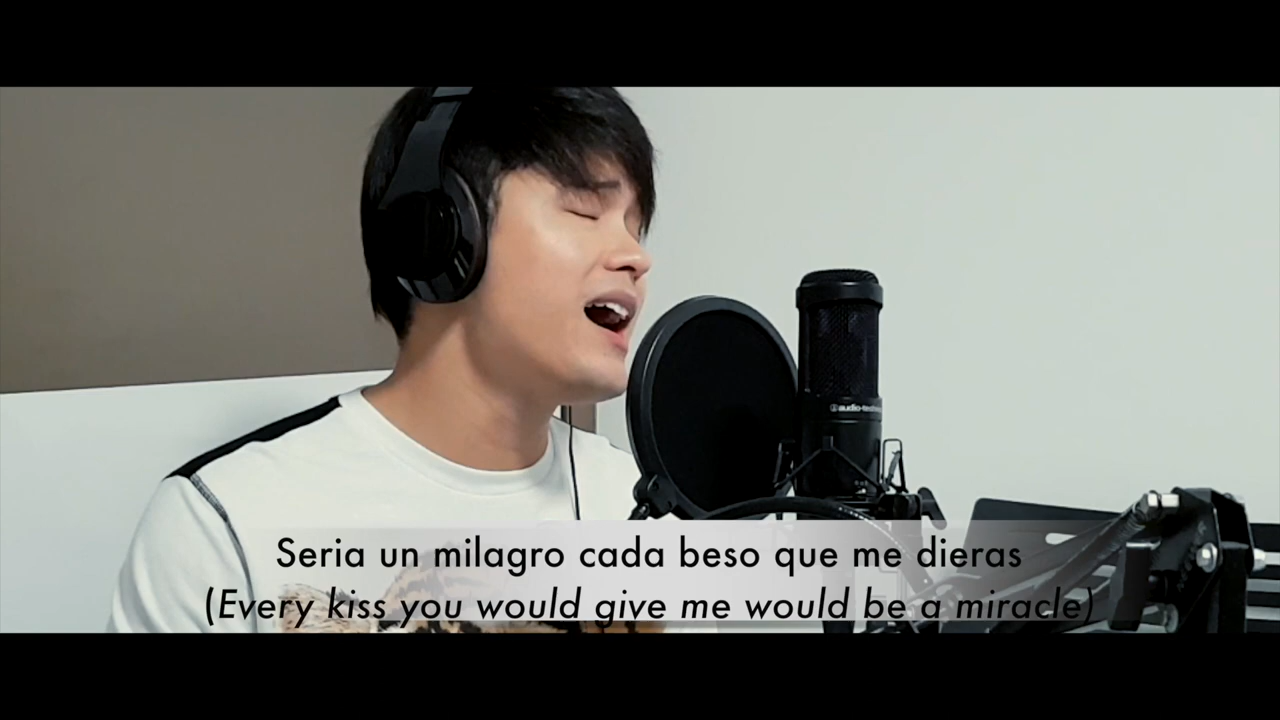 Seria un milagro cada beso que me dieras
(Every kiss you would give me would be a miracle)